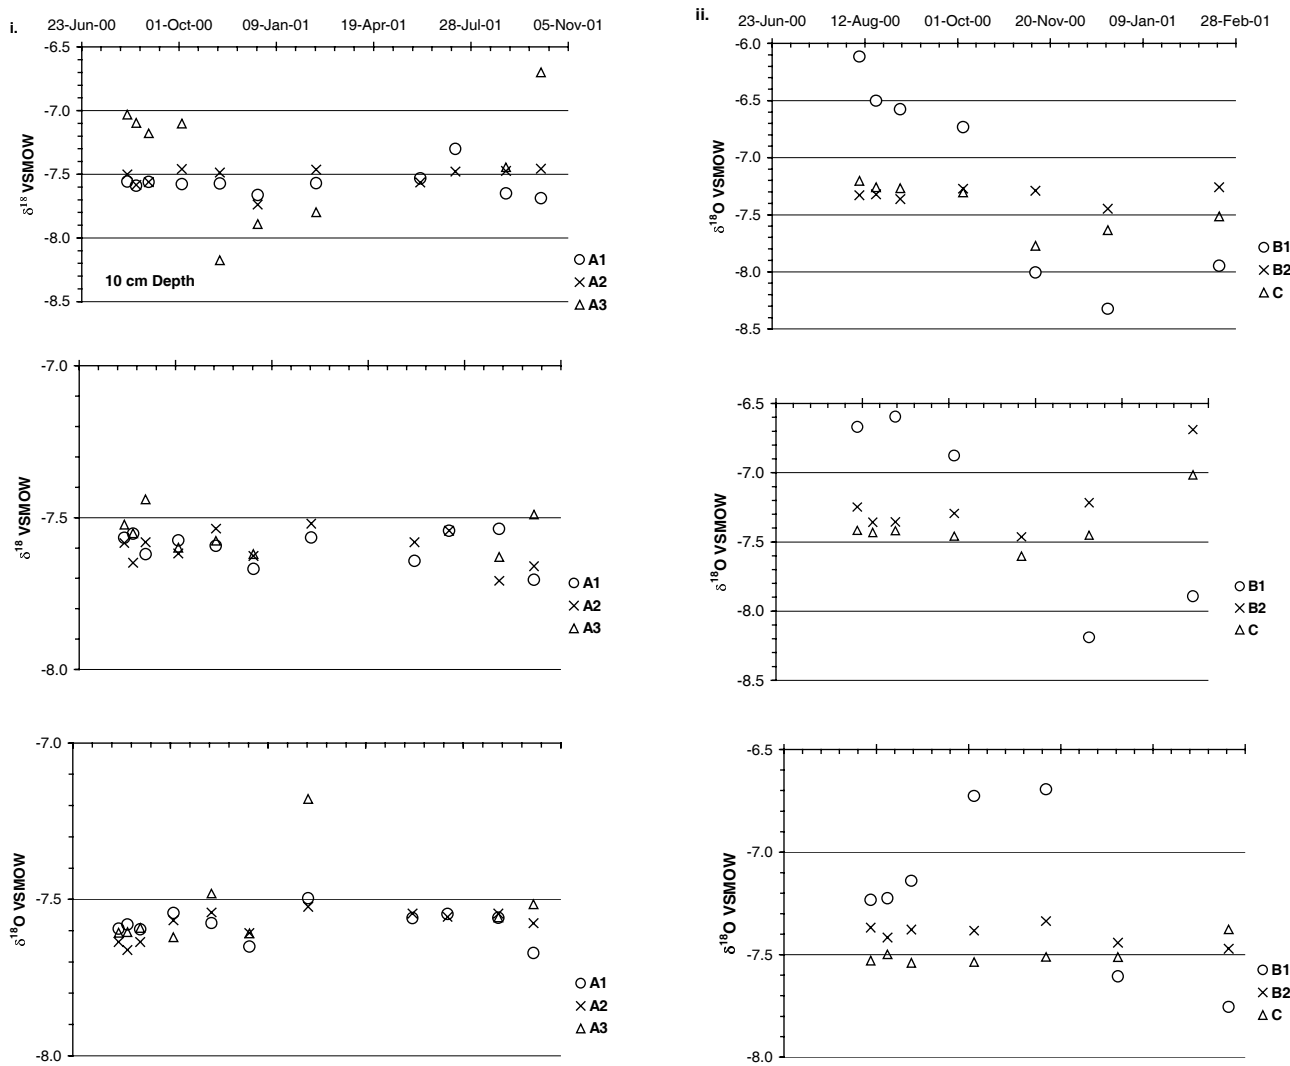 i.
23-Jun-00 01-Oct-00 09-Jan-01 19-Apr-01 28-Jul-01 05-Nov-01
-6.5
-7.0
-7.5
-8.0
-8.5
δ18 VSMOW
10 cm Depth
A1
A2
A3
-7.0
-7.5
-8.0
δ18 VSMOW
A1
A2
A3
-7.0
-7.5
-8.0
δ18O VSMOW
A1
A2
A3
ii.
23-Jun-00 12-Aug-00 01-Oct-00 20-Nov-00 09-Jan-01 28-Feb-01
-6.0
-6.5
-7.0
-7.5
-8.0
-8.5
δ18O VSMOW
B1
B2
C
-6.5
-7.0
-7.5
-8.0
-8.5
δ18O VSMOW
B1
B2
C
-6.5
-7.0
-7.5
-8.0
δ18O VSMOW
B1
B2
C